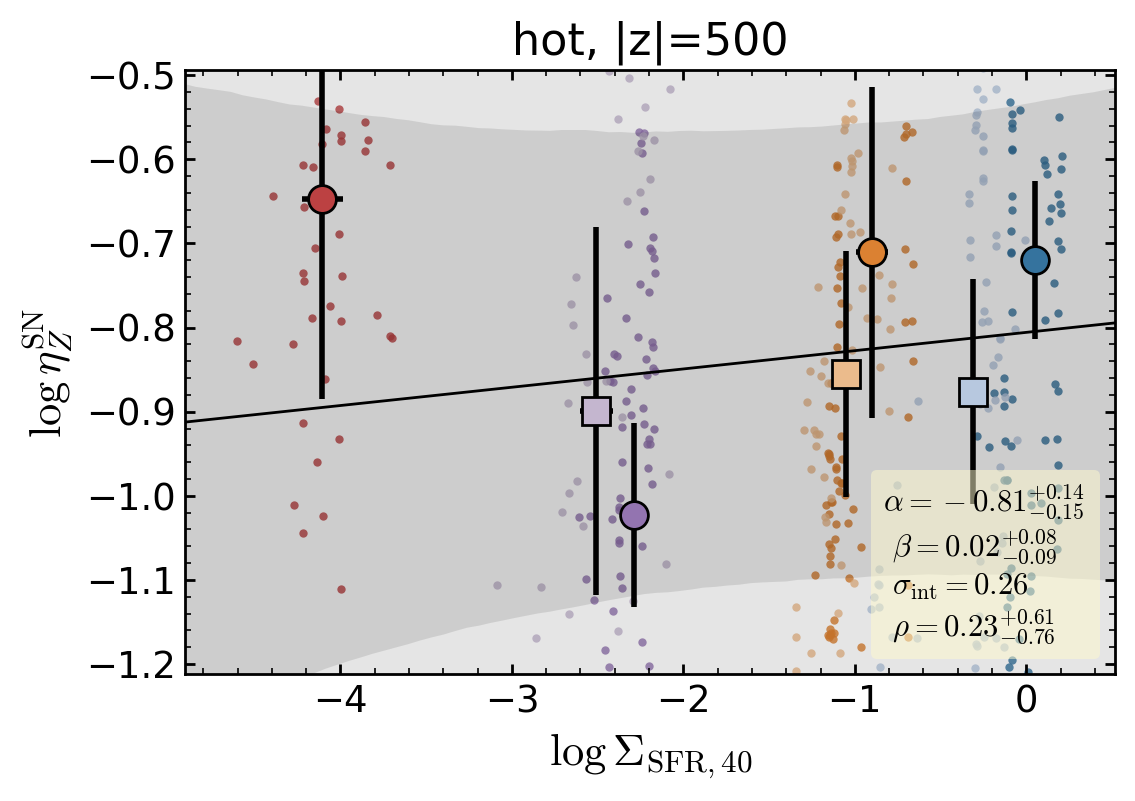 hot, |z|=500
−0.5
−0.6
−0.7
−0.8
−0.9
−1.0
−1.1
−1.2
log η_Z^SN
α = −0.81^{+0.14}_{−0.15}
β = 0.02^{+0.08}_{−0.09}
σ_int = 0.26
ρ = 0.23^{+0.61}_{−0.76}
−4 −3 −2 −1 0
log Σ_{SFR, 40}